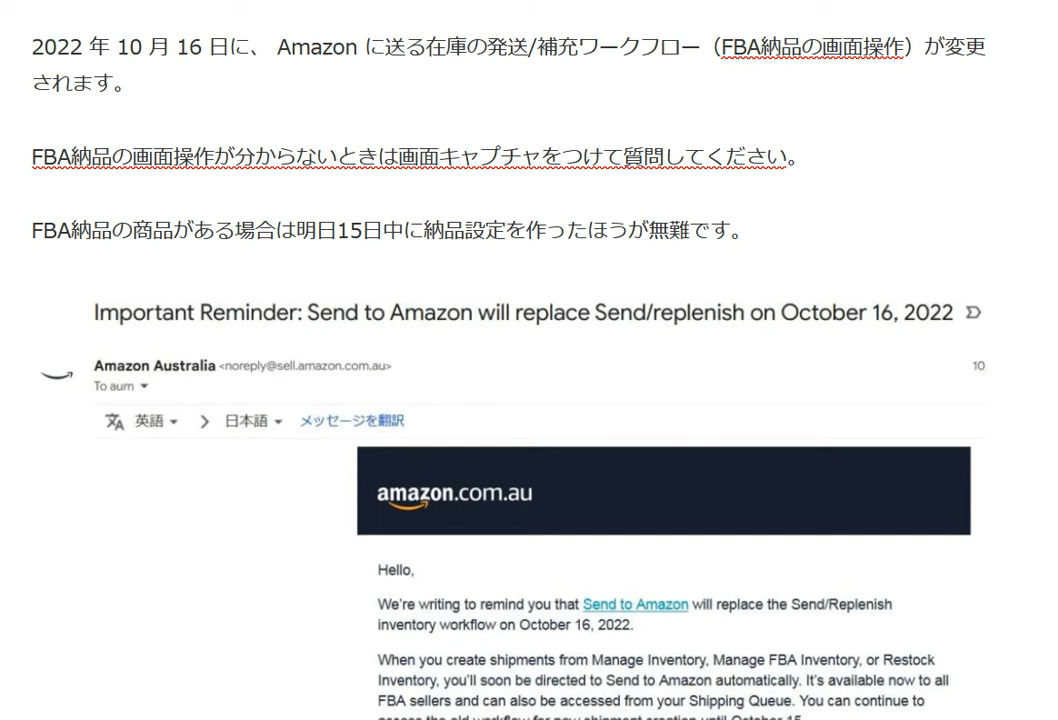 2022 年 10 月 16 日に、 Amazon に送る在庫の発送/補充ワークフロー（FBA納品の画面操作）が変更
されます。
FBA納品の画面操作が分からないときは画面キャプチャをつけて質問してください。
FBA納品の商品がある場合は明日15日中に納品設定を作ったほうが無難です。
Important Reminder: Send to Amazon will replace Send/replenish on October 16, 2022
Amazon Australia <noreply@sell.amazon.com.au> 10
To aum
英語 日本語 メッセージを翻訳
amazon.com.au
Hello,
We're writing to remind you that Send to Amazon will replace the Send/Replenish
inventory workflow on October 16, 2022.
When you create shipments from Manage Inventory, Manage FBA Inventory, or Restock
Inventory, you'll soon be directed to Send to Amazon automatically. It's available now to all
FBA sellers and can also be accessed from your Shipping Queue. You can continue to
access the old workflow for new shipment creation until October 15